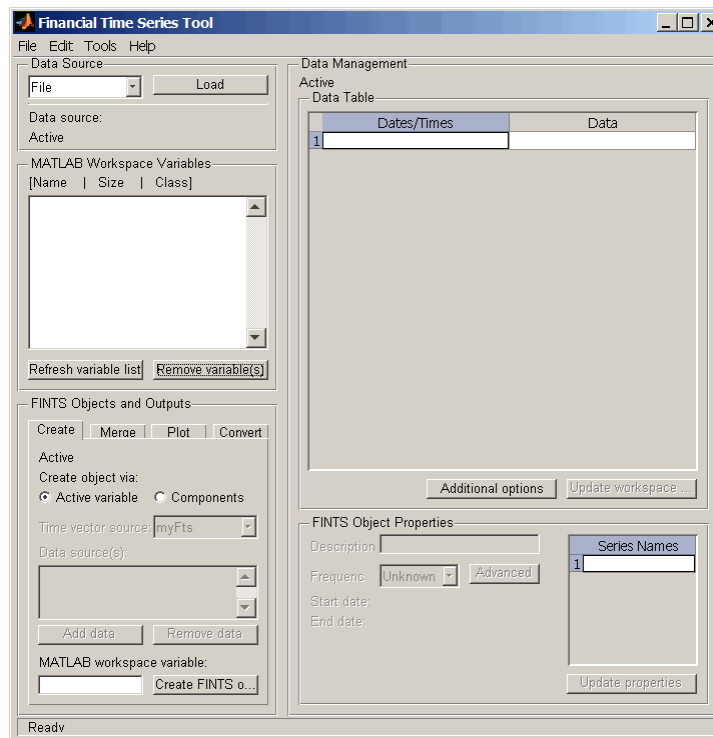 Financial Time Series Tool
File Edit Tools Help
Data Source
File
Load
Data source:
Active
MATLAB Workspace Variables
[Name | Size | Class]
Refresh variable list
Remove variable(s)
FINTS Objects and Outputs
Create
Merge
Plot
Convert
Active
Create object via:
Active variable
Components
Time vector source:
myFts
Data source(s):
Add data
Remove data
MATLAB workspace variable:
Create FINTS o...
Data Management
Active
Data Table
Dates/Times
Data
1
Additional options
Update workspace ...
FINTS Object Properties
Description
Frequenc
Unknown
Advanced
Start date:
End date:
Series Names
1
Update properties
Ready